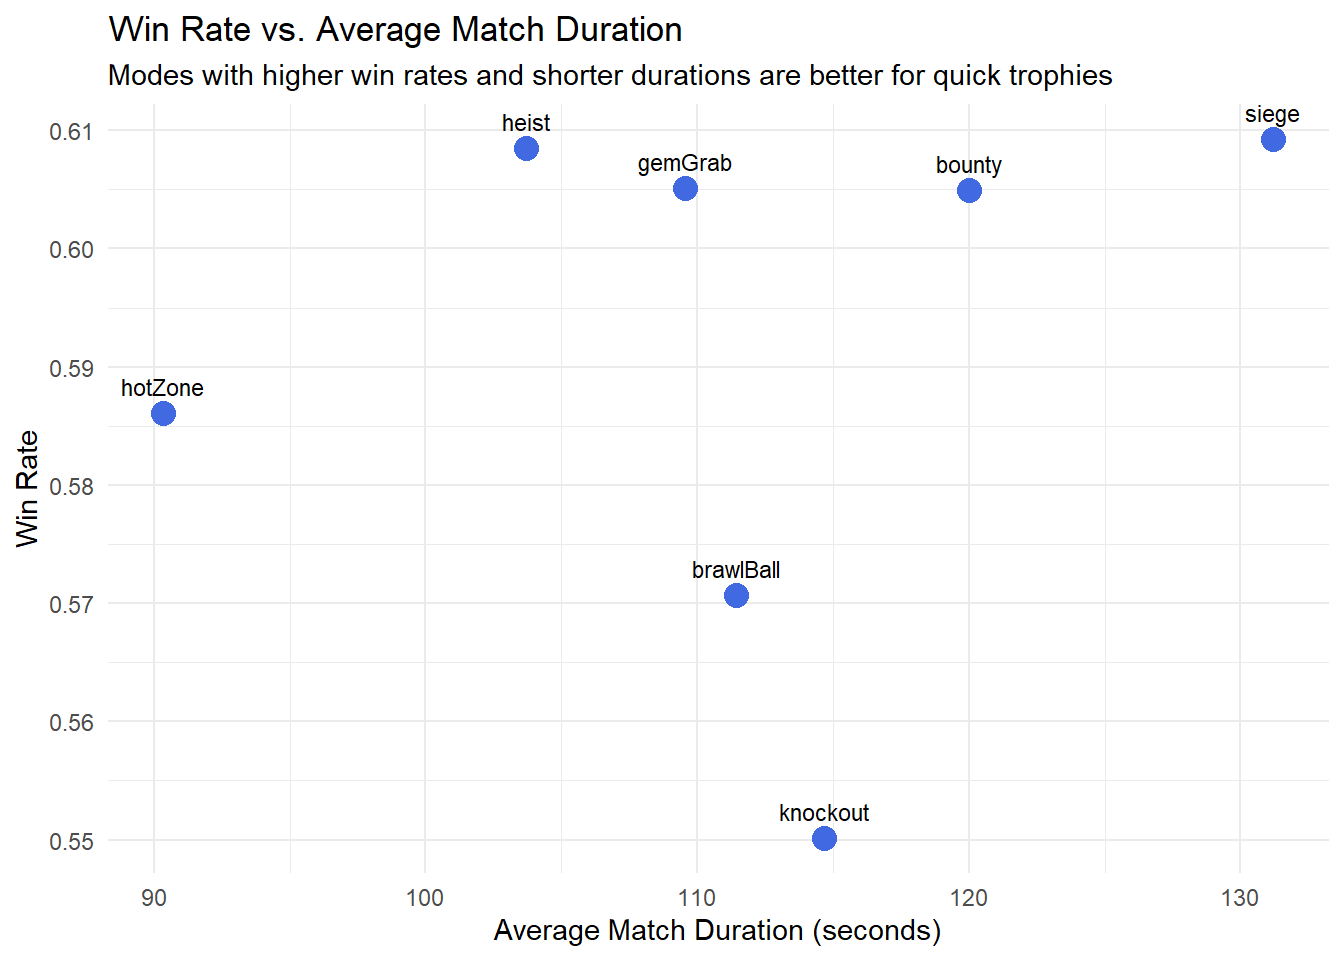 Win Rate vs. Average Match Duration
Modes with higher win rates and shorter durations are better for quick trophies
siege
0.61
heist
gemGrab
bounty
0.60
0.59
hotZone
Win Rate
0.58
brawlBall
0.57
0.56
knockout
0.55
90 100 110 120 130
Average Match Duration (seconds)